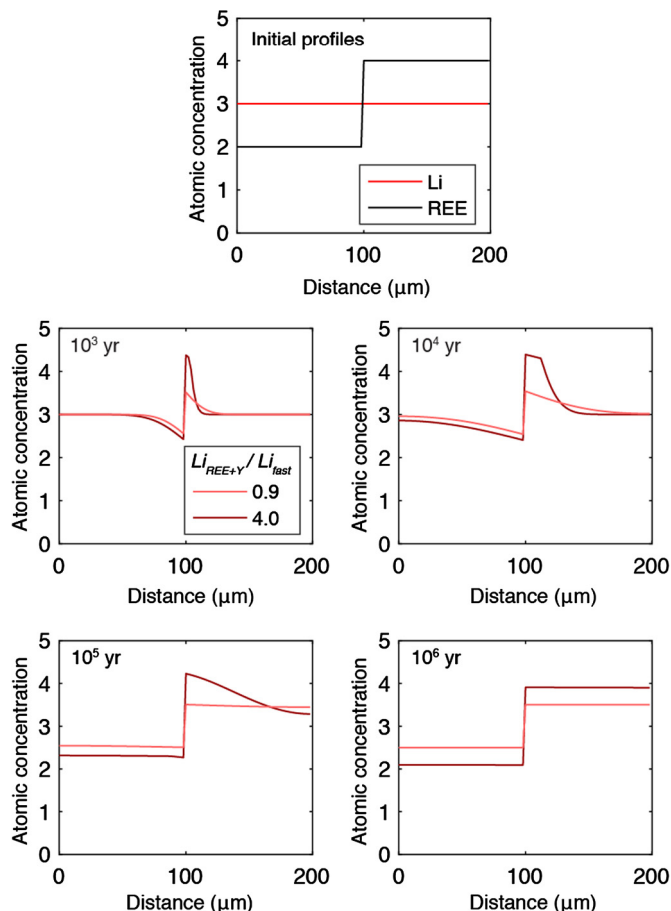 Initial profiles
Atomic concentration
5
4
3
2
1
0
Li
REE
0 100 200
Distance (µm)
10³ yr
Atomic concentration
5
4
3
2
1
0
Li_REE+Y / Li_fast
0.9
4.0
0 100 200
Distance (µm)
10⁴ yr
Atomic concentration
5
4
3
2
1
0
0 100 200
Distance (µm)
10⁵ yr
Atomic concentration
5
4
3
2
1
0
0 100 200
Distance (µm)
10⁶ yr
Atomic concentration
5
4
3
2
1
0
0 100 200
Distance (µm)